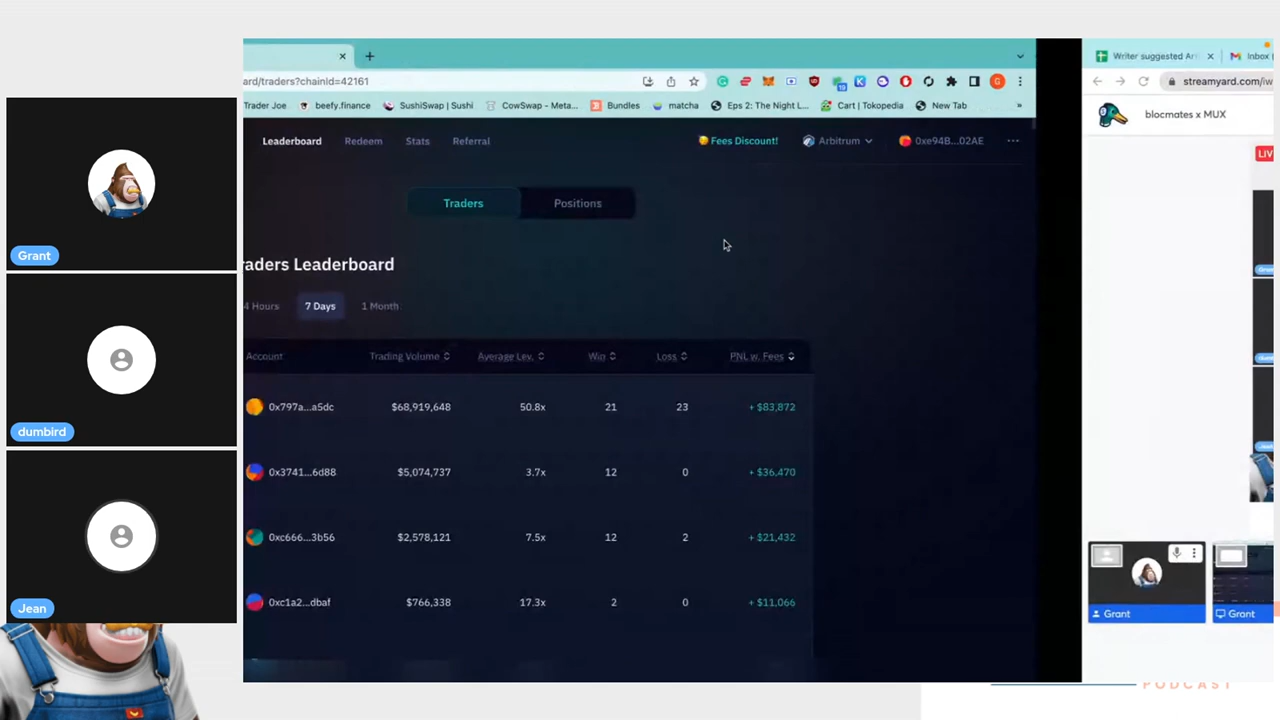 Grant
dumbird
Jean
ard/traders?chainId=42161
Trader Joe beefy.finance SushiSwap | Sushi CowSwap - Meta... Bundles matcha Eps 2: The Night L... Cart | Tokopedia New Tab »
Leaderboard Redeem Stats Referral Fees Discount! Arbitrum 0xe94B...02AE ...
Traders Positions
raders Leaderboard
4 Hours 7 Days 1 Month
Account Trading Volume Average Lev. Win Loss PNL w. Fees
0x797a...a5dc $68,919,648 50.8x 21 23 + $83,872
0x3741...6d88 $5,074,737 3.7x 12 0 + $36,470
0xc666...3b56 $2,578,121 7.5x 12 2 + $21,432
0xc1a2...dbaf $766,338 17.3x 2 0 + $11,066
Writer suggested Ar Inbox (
streamyard.com/iw
blocmates x MUX
LIV
Grant Grant
PODCAST